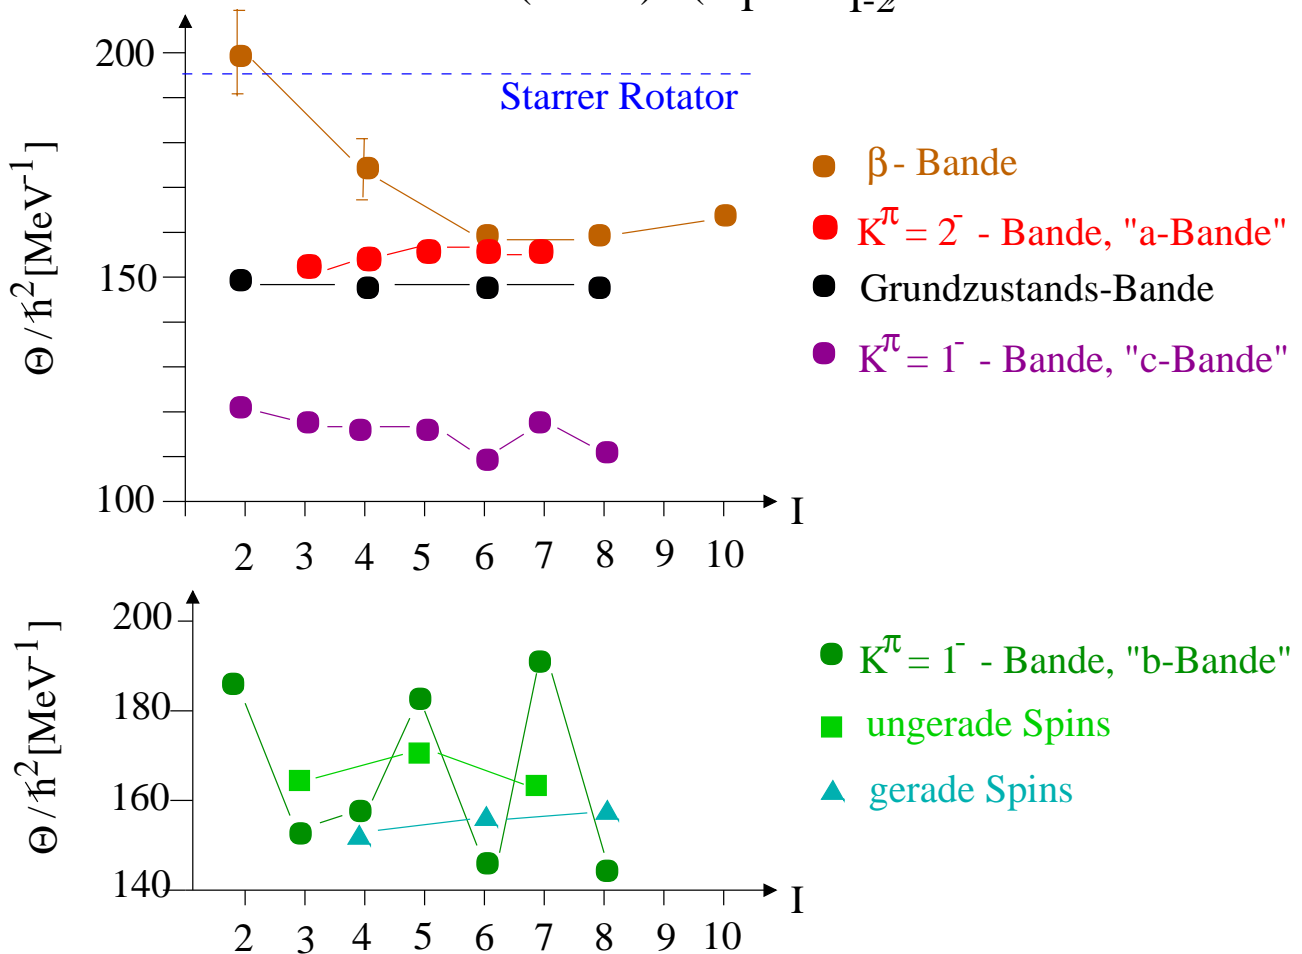 I-2
200
150
100
Θ/ħ²[MeV⁻¹]
Starrer Rotator
2 3 4 5 6 7 8 9 10
I
β- Bande
Kπ = 2⁻ - Bande, "a-Bande"
Grundzustands-Bande
Kπ = 1⁻ - Bande, "c-Bande"
200
180
160
140
Θ/ħ²[MeV⁻¹]
2 3 4 5 6 7 8 9 10
I
Kπ = 1⁻ - Bande, "b-Bande"
ungerade Spins
gerade Spins